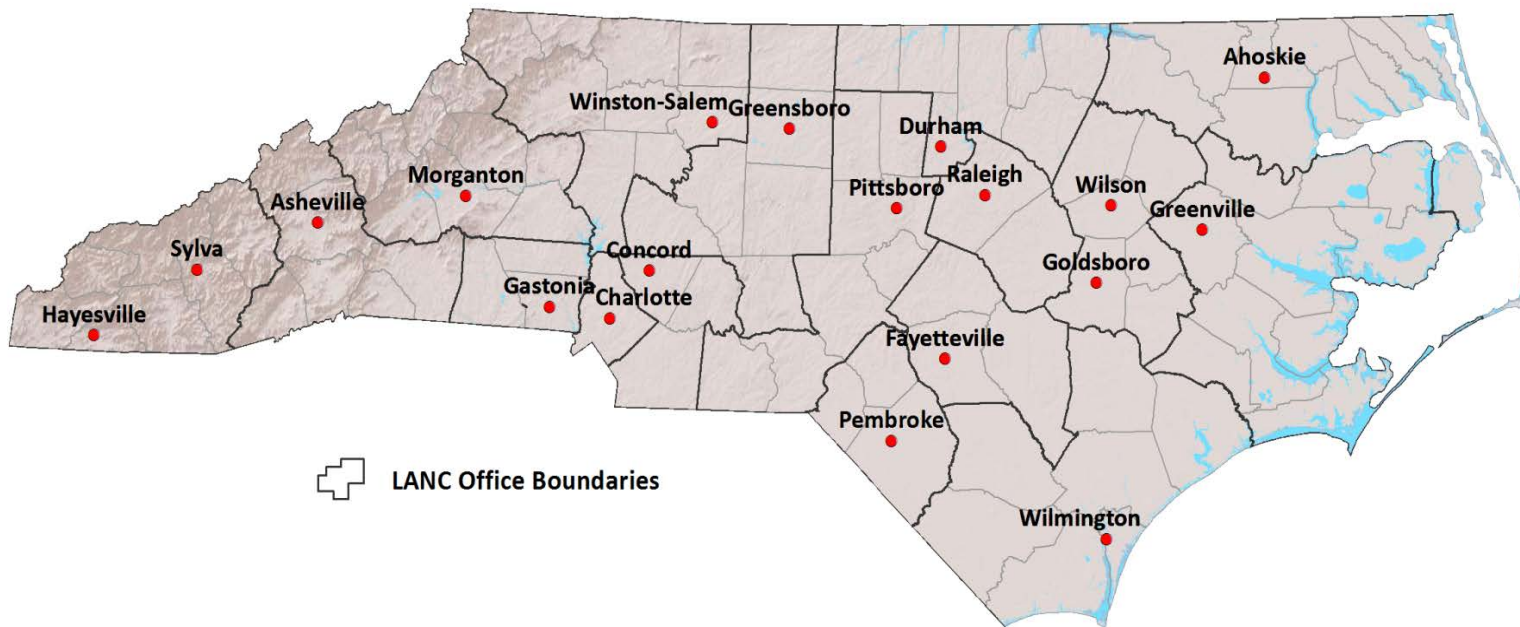 Ahoskie
Winston-Salem
Greensboro
Durham
Morganton
Pittsboro
Raleigh
Wilson
Asheville
Greenville
Sylva
Concord
Goldsboro
Gastonia
Charlotte
Hayesville
Fayetteville
Pembroke
LANC Office Boundaries
Wilmington